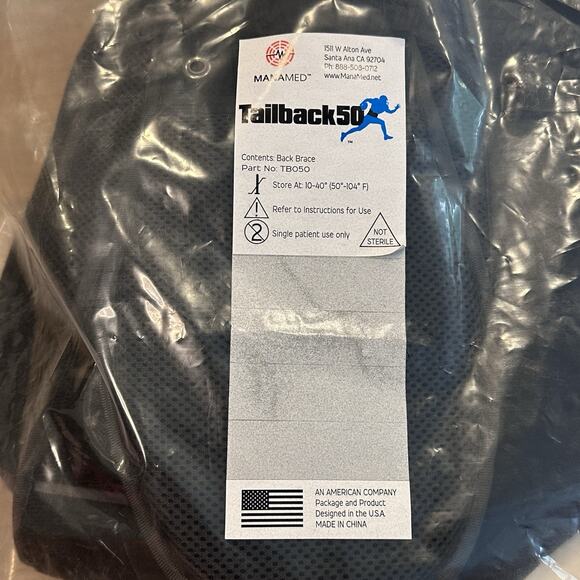 MANAMED™
1511 W Alton Ave
Santa Ana CA 92704
Ph: 888-508-0712
www.ManaMed.net
Tailback50
™
Contents: Back Brace
Part No: TB050
Store At: 10-40° (50°-104° F)
Refer to Instructions for Use
2
Single patient use only
NOT
STERILE
AN AMERICAN COMPANY
Package and Product
Designed in the U.S.A.
MADE IN CHINA